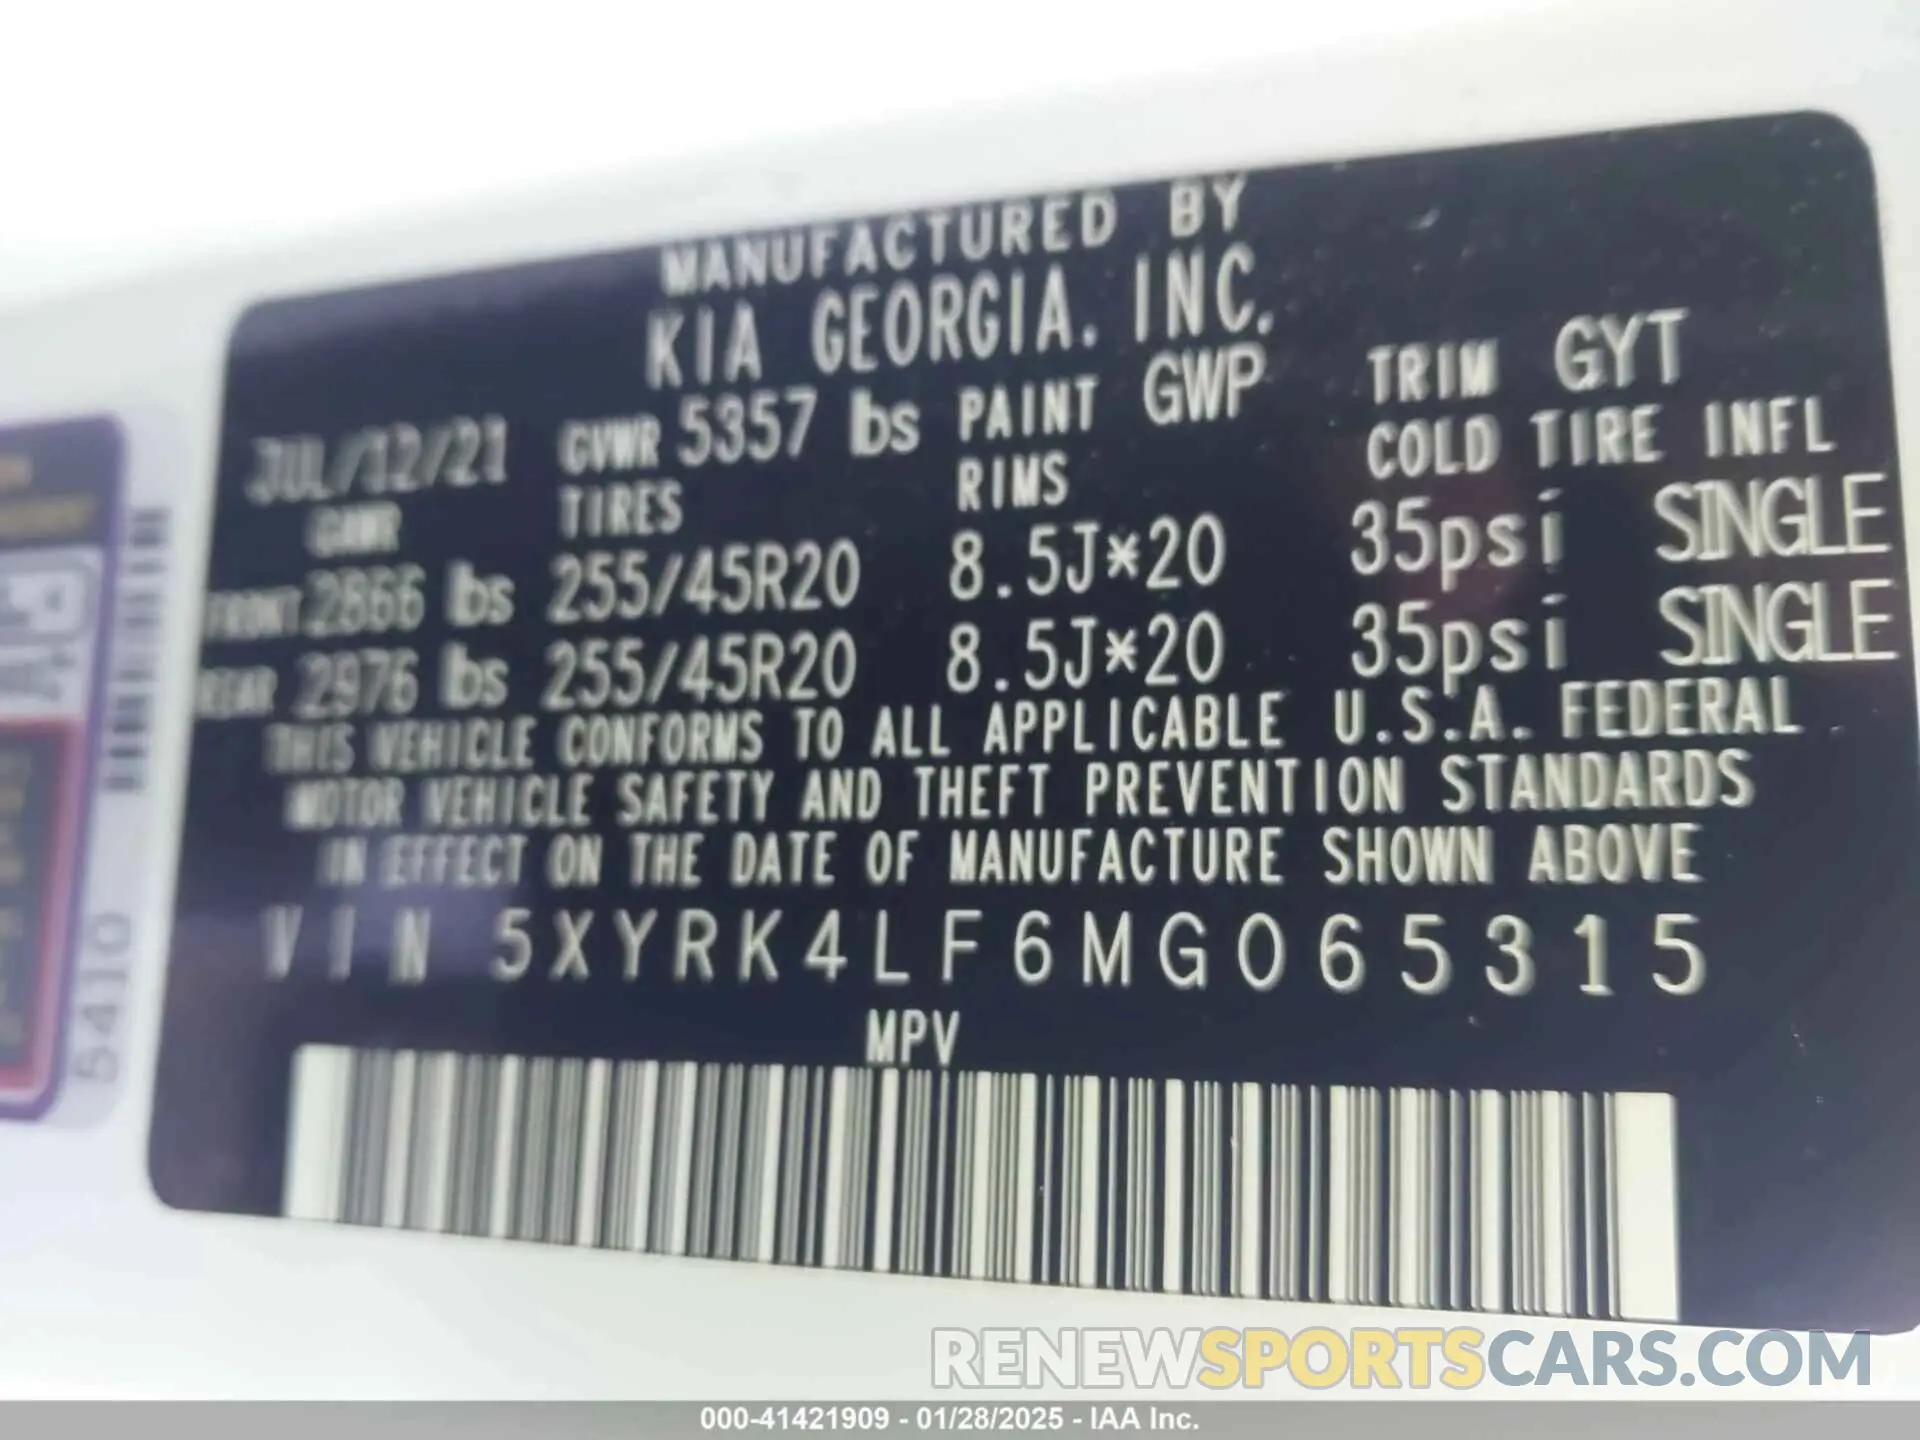 MANUFACTURED BY
KIA GEORGIA. INC.
JUL/12/21 GVWR 5357 lbs PAINT GWP TRIM GYT
GAWR TIRES RIMS COLD TIRE INFL
FRONT 2866 lbs 255/45R20 8.5J*20 35psi SINGLE
REAR 2976 lbs 255/45R20 8.5J*20 35psi SINGLE
THIS VEHICLE CONFORMS TO ALL APPLICABLE U.S.A. FEDERAL
MOTOR VEHICLE SAFETY AND THEFT PREVENTION STANDARDS
IN EFFECT ON THE DATE OF MANUFACTURE SHOWN ABOVE
VIN 5XYRK4LF6MG065315
MPV
5410
RENEWSPORTSCARS.COM
000-41421909 - 01/28/2025 - IAA Inc.